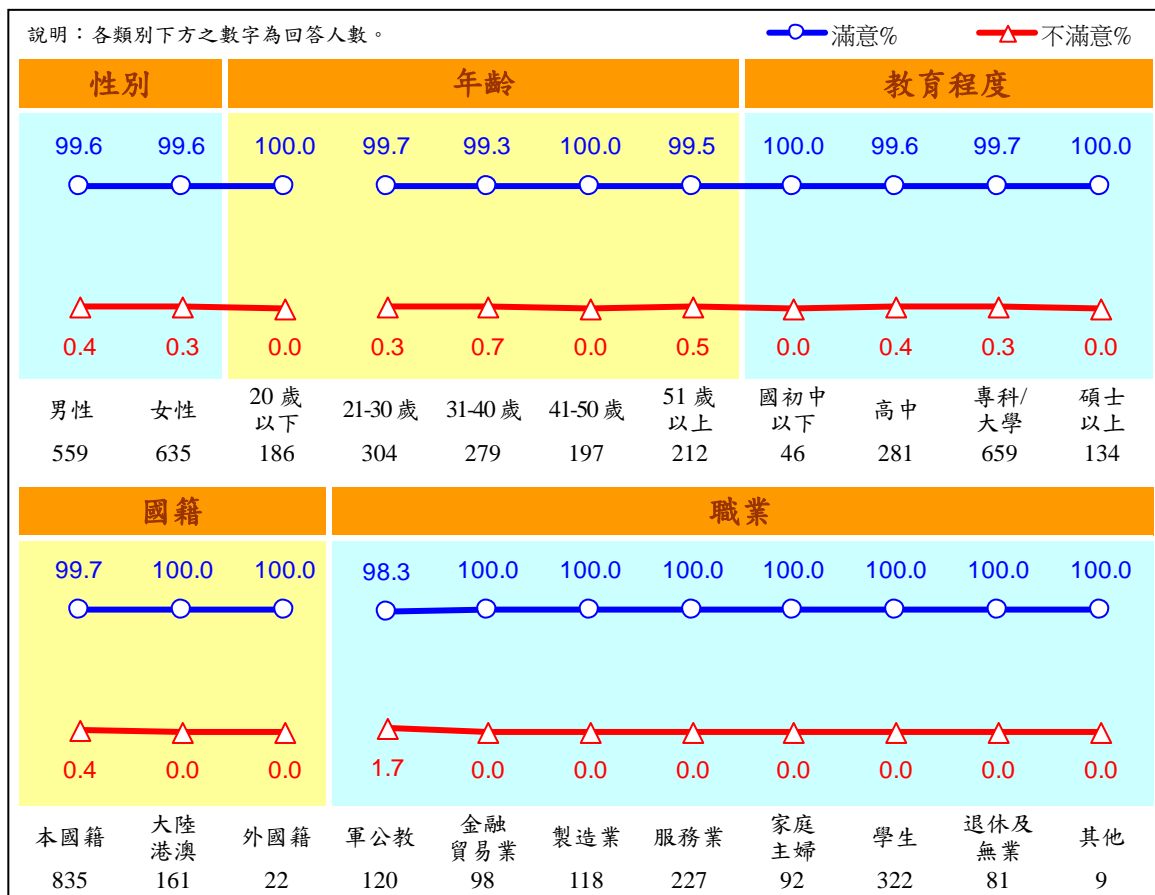 說明：各類別下方之數字為回答人數。
滿意% 不滿意%
性別 年齡 教育程度
99.6 99.6 100.0 99.7 99.3 100.0 99.5 100.0 99.6 99.7 100.0
0.4 0.3 0.0 0.3 0.7 0.0 0.5 0.0 0.4 0.3 0.0
男性 女性 20 歲以下 21-30 歲 31-40 歲 41-50 歲 51 歲以上 國初中以下 高中 專科/大學 碩士以上
559 635 186 304 279 197 212 46 281 659 134
國籍 職業
99.7 100.0 100.0 98.3 100.0 100.0 100.0 100.0 100.0 100.0 100.0
0.4 0.0 0.0 1.7 0.0 0.0 0.0 0.0 0.0 0.0 0.0
本國籍 大陸港澳 外國籍 軍公教 金融貿易業 製造業 服務業 家庭主婦 學生 退休及無業 其他
835 161 22 120 98 118 227 92 322 81 9